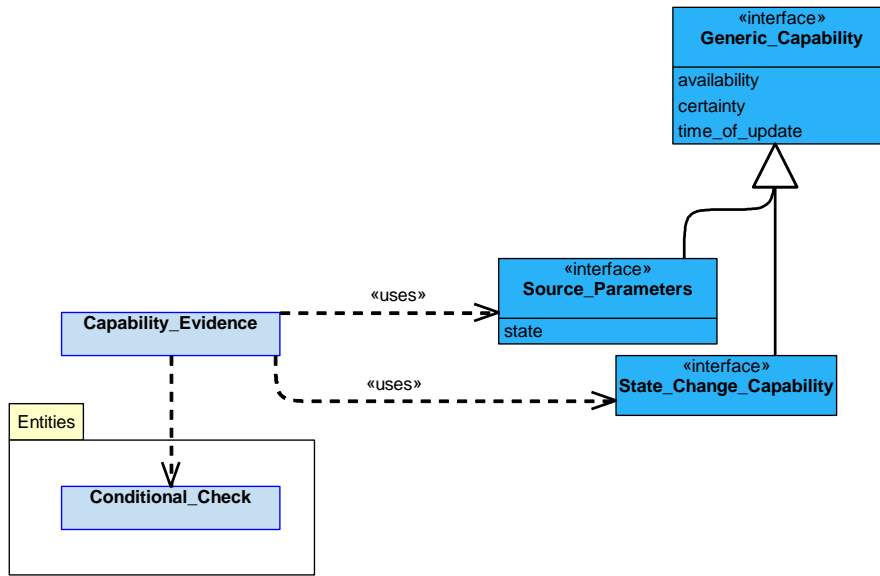 «interface»
Generic_Capability
availability
certainty
time_of_update
«interface»
Source_Parameters
state
«uses»
Capability_Evidence
«interface»
State_Change_Capability
«uses»
Entities
Conditional_Check